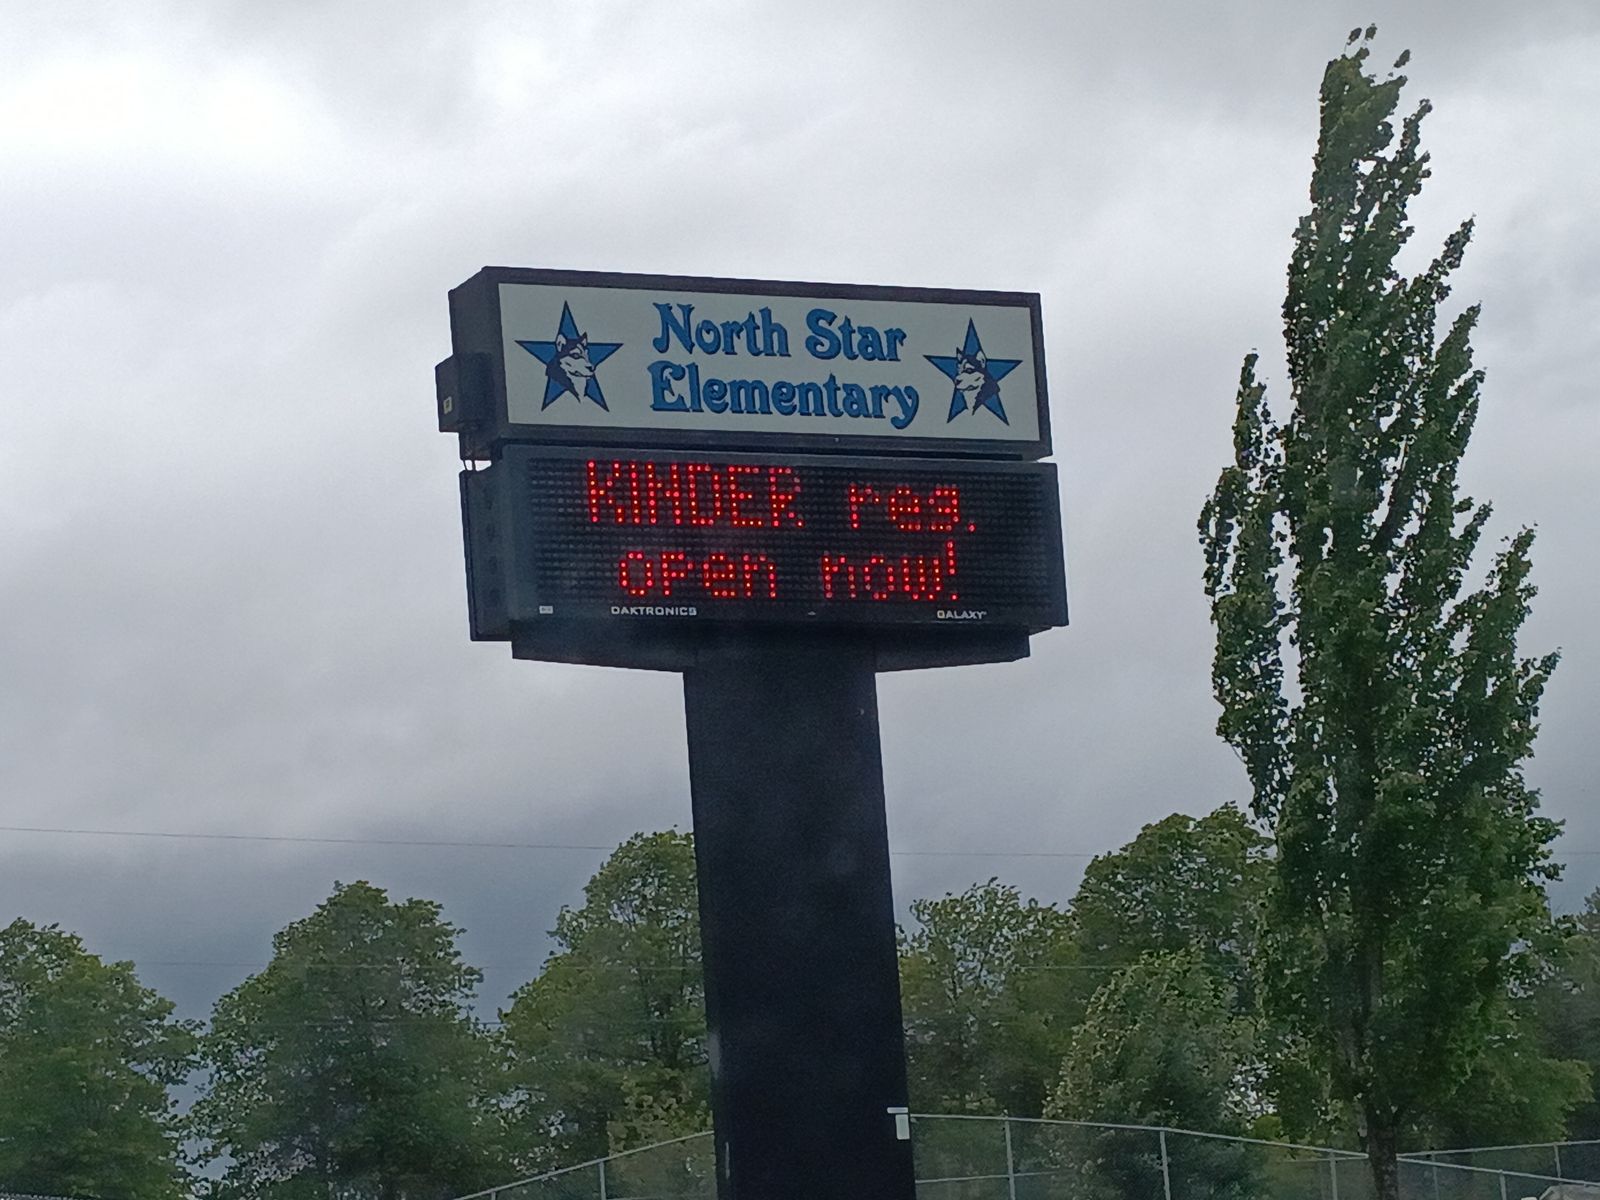 North Star
Elementary
KINDER reg.
open now!
DAKTRONICS
GALAXY